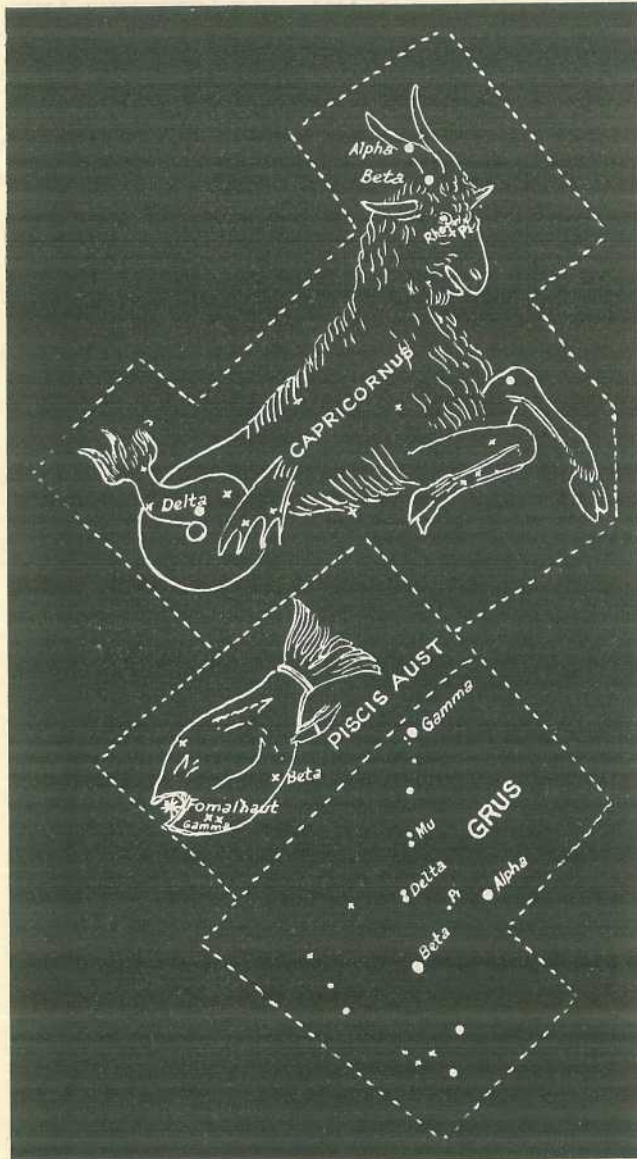 Alpha
Beta
Rho
Pi
CAPRICORNUS
Delta
PISCIS AUST
Gamma
Beta
Fomalhaut
Gamma
Mu
GRUS
Delta
Pi
Alpha
Beta